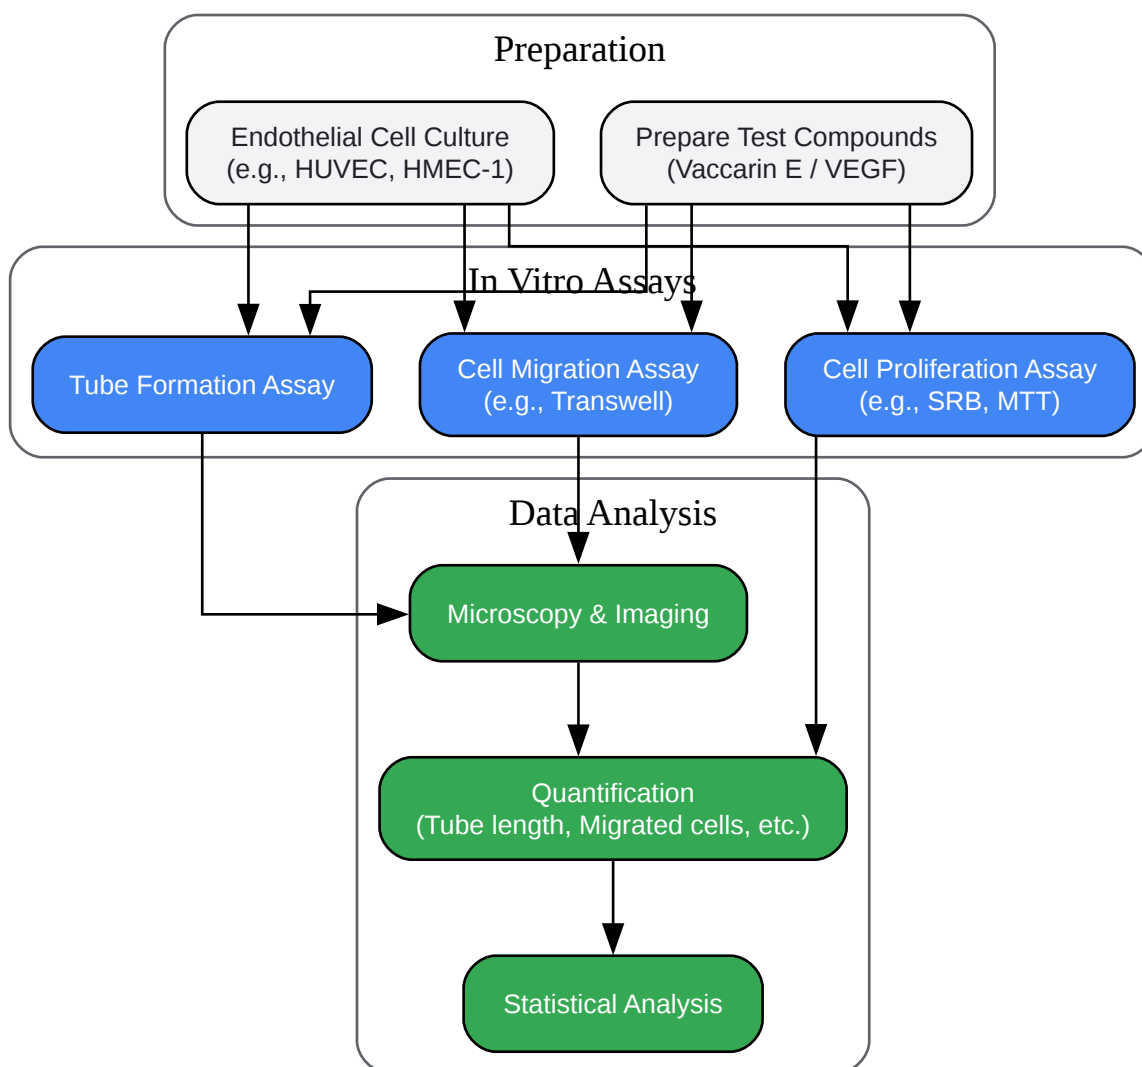 Preparation
Endothelial Cell Culture
(e.g., HUVEC, HMEC-1)
Prepare Test Compounds
(Vaccarin E / VEGF)
In Vitro Assays
Tube Formation Assay
Cell Migration Assay
(e.g., Transwell)
Cell Proliferation Assay
(e.g., SRB, MTT)
Data Analysis
Microscopy & Imaging
Quantification
(Tube length, Migrated cells, etc.)
Statistical Analysis